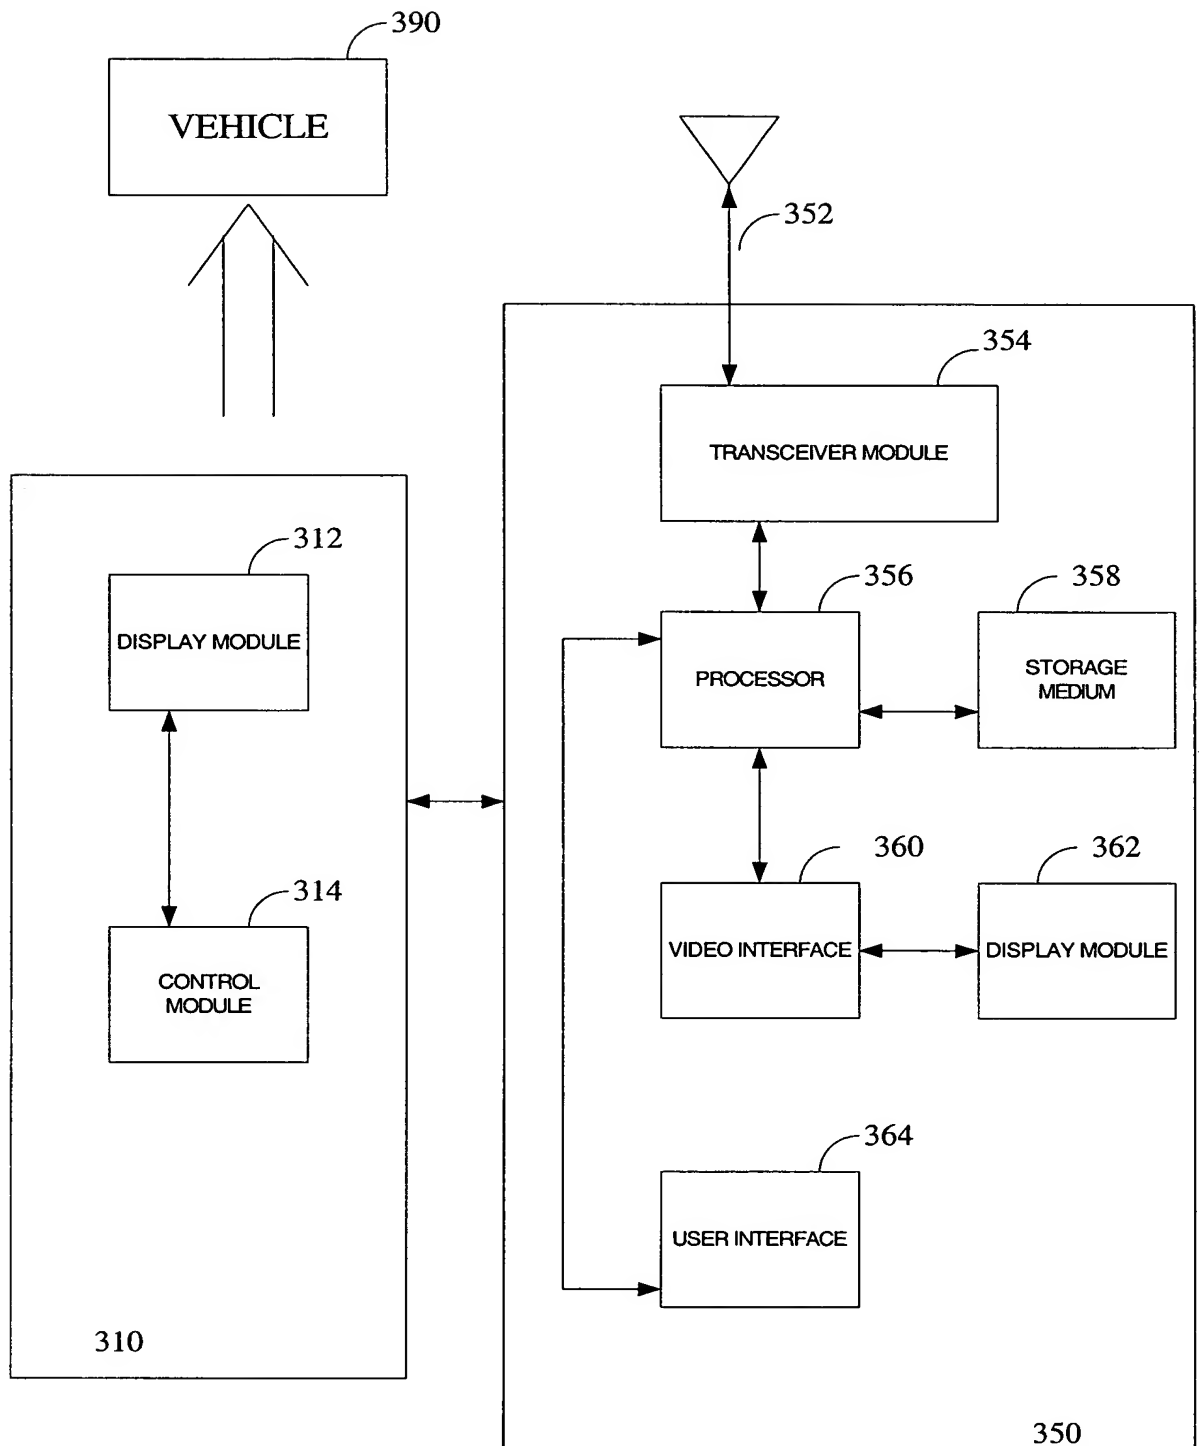 390
VEHICLE
352
354
TRANSCEIVER MODULE
312
DISPLAY MODULE
356
358
PROCESSOR
STORAGE
MEDIUM
314
CONTROL
MODULE
360
362
VIDEO INTERFACE
DISPLAY MODULE
364
USER INTERFACE
310
350